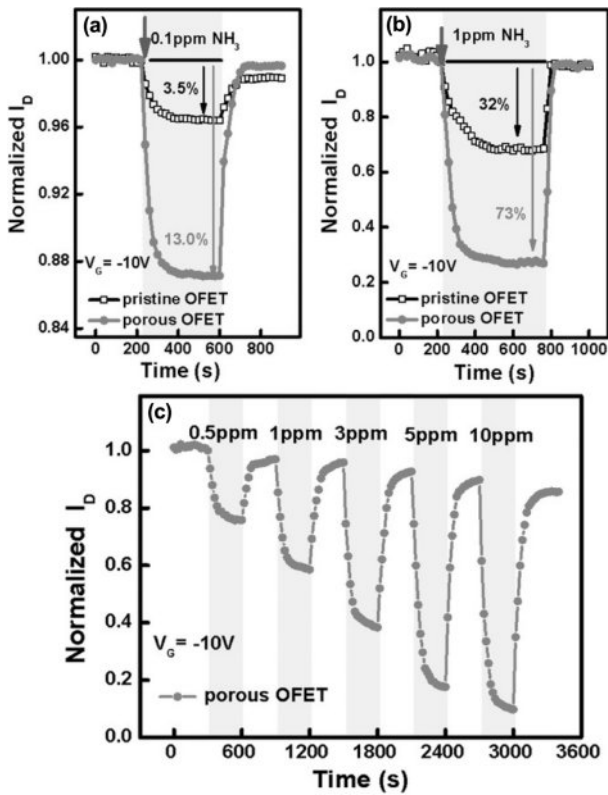 (a)
0.1ppm NH3
3.5%
13.0%
VG = -10V
pristine OFET
porous OFET
Normalized ID
1.00
0.96
0.92
0.88
0.84
0 200 400 600 800
Time (s)
(b)
1ppm NH3
32%
73%
VG = -10V
pristine OFET
porous OFET
Normalized ID
1.2
1.0
0.8
0.6
0.4
0.2
0.0
0 200 400 600 800 1000
Time (s)
(c)
0.5ppm 1ppm 3ppm 5ppm 10ppm
VG = -10V
porous OFET
Normalized ID
1.0
0.8
0.6
0.4
0.2
0.0
0 600 1200 1800 2400 3000 3600
Time (s)